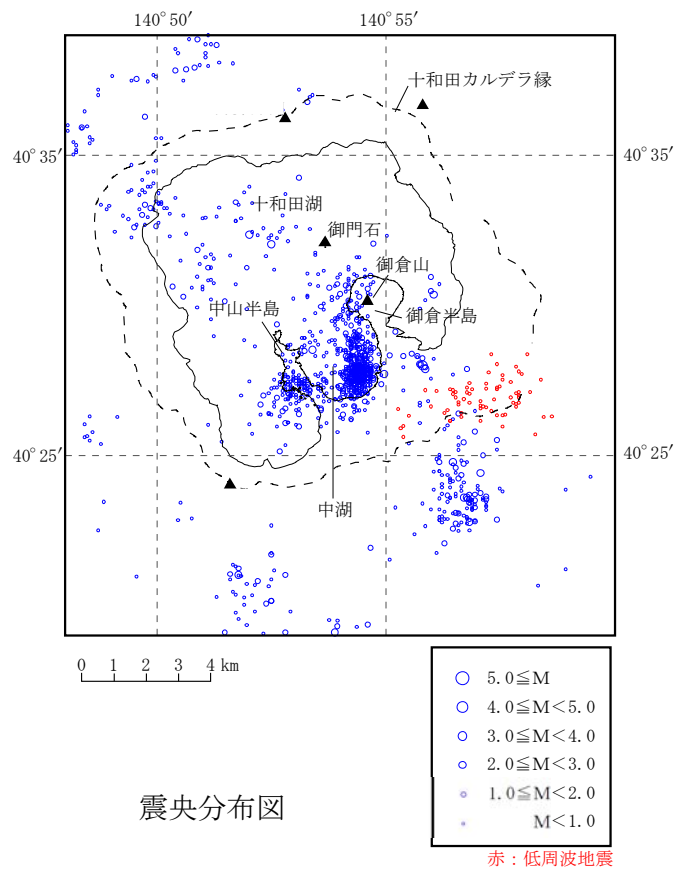 140°50′
140°55′
十和田カルデラ縁
40°35′
40°35′
十和田湖
御門石
御倉山
中山半島
御倉半島
40°25′
40°25′
中湖
0 1 2 3 4 km
5.0≦M
4.0≦M＜5.0
3.0≦M＜4.0
2.0≦M＜3.0
1.0≦M＜2.0
M＜1.0
震央分布図
赤：低周波地震